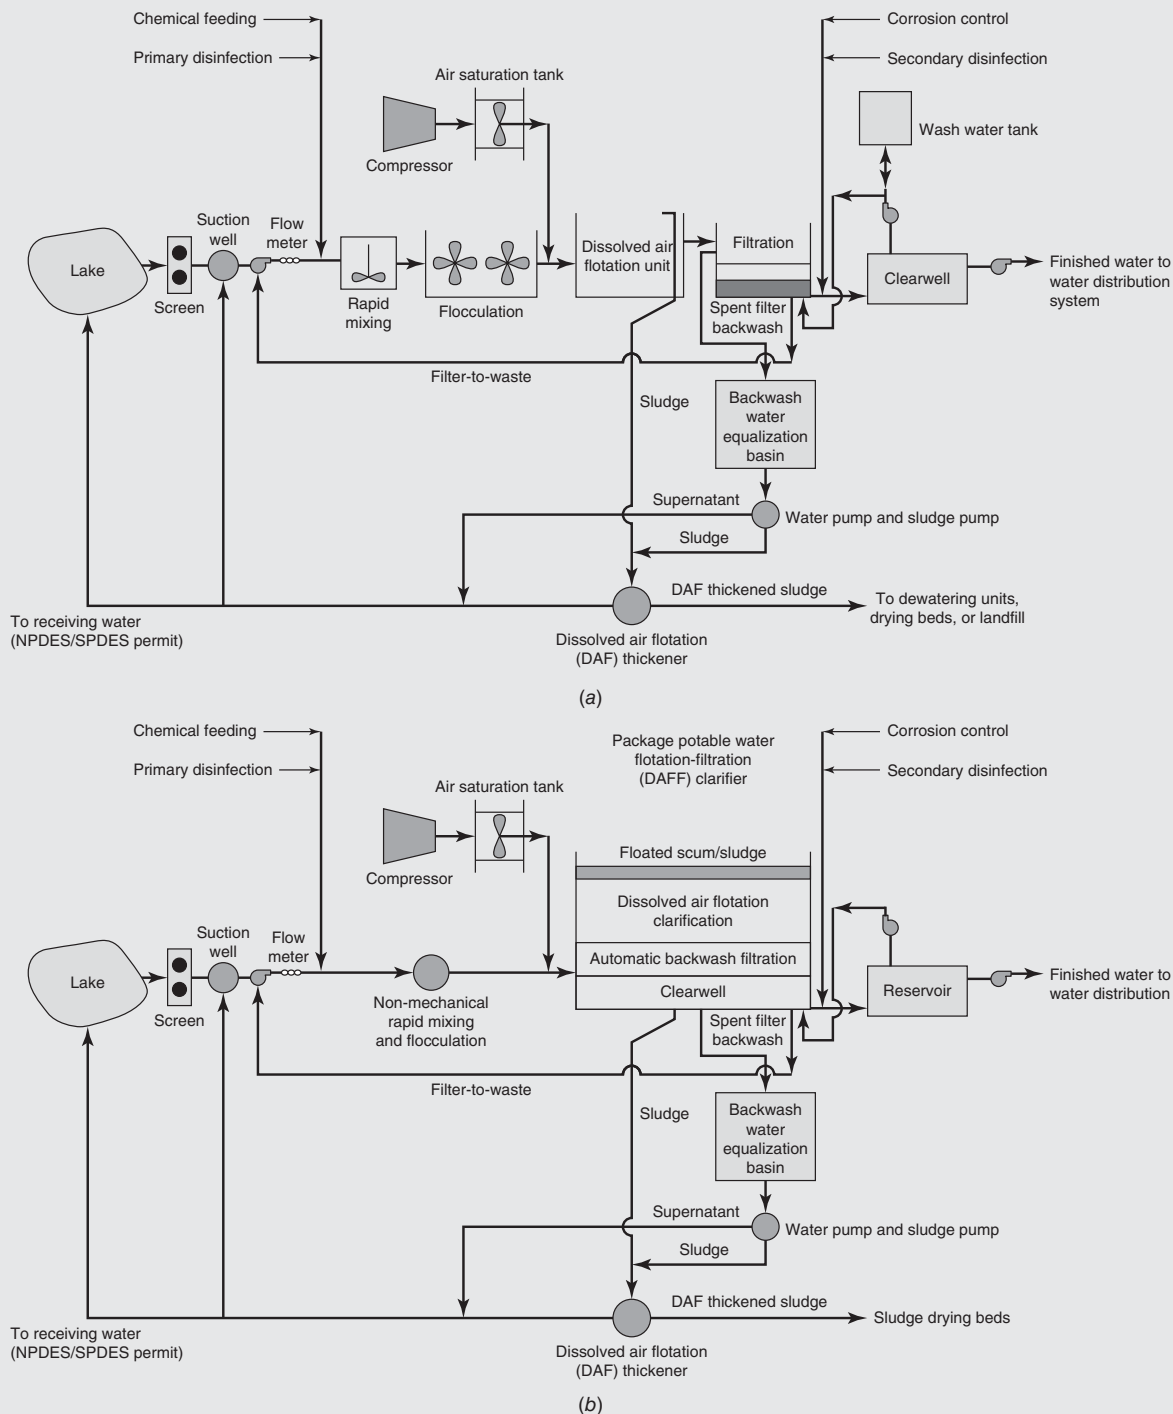 Chemical feeding
Primary disinfection
Corrosion control
Secondary disinfection
Air saturation tank
Compressor
Wash water tank
Suction
well
Flow
meter
Lake
Screen
Rapid
mixing
Flocculation
Dissolved air
flotation unit
Filtration
Clearwell
Finished water to
water distribution
system
Spent filter
backwash
Filter-to-waste
Sludge
Backwash
water
equalization
basin
Supernatant
Water pump and sludge pump
Sludge
DAF thickened sludge
To dewatering units,
drying beds, or landfill
To receiving water
(NPDES/SPDES permit)
Dissolved air flotation
(DAF) thickener
(a)
Chemical feeding
Primary disinfection
Package potable water
flotation-filtration
(DAFF) clarifier
Corrosion control
Secondary disinfection
Air saturation tank
Compressor
Floated scum/sludge
Dissolved air flotation
clarification
Automatic backwash filtration
Clearwell
Suction
well
Flow
meter
Lake
Screen
Non-mechanical
rapid mixing
and flocculation
Reservoir
Finished water to
water distribution
Spent filter
backwash
Filter-to-waste
Sludge
Backwash
water
equalization
basin
Supernatant
Water pump and sludge pump
Sludge
DAF thickened sludge
Sludge drying beds
To receiving water
(NPDES/SPDES permit)
Dissolved air flotation
(DAF) thickener
(b)